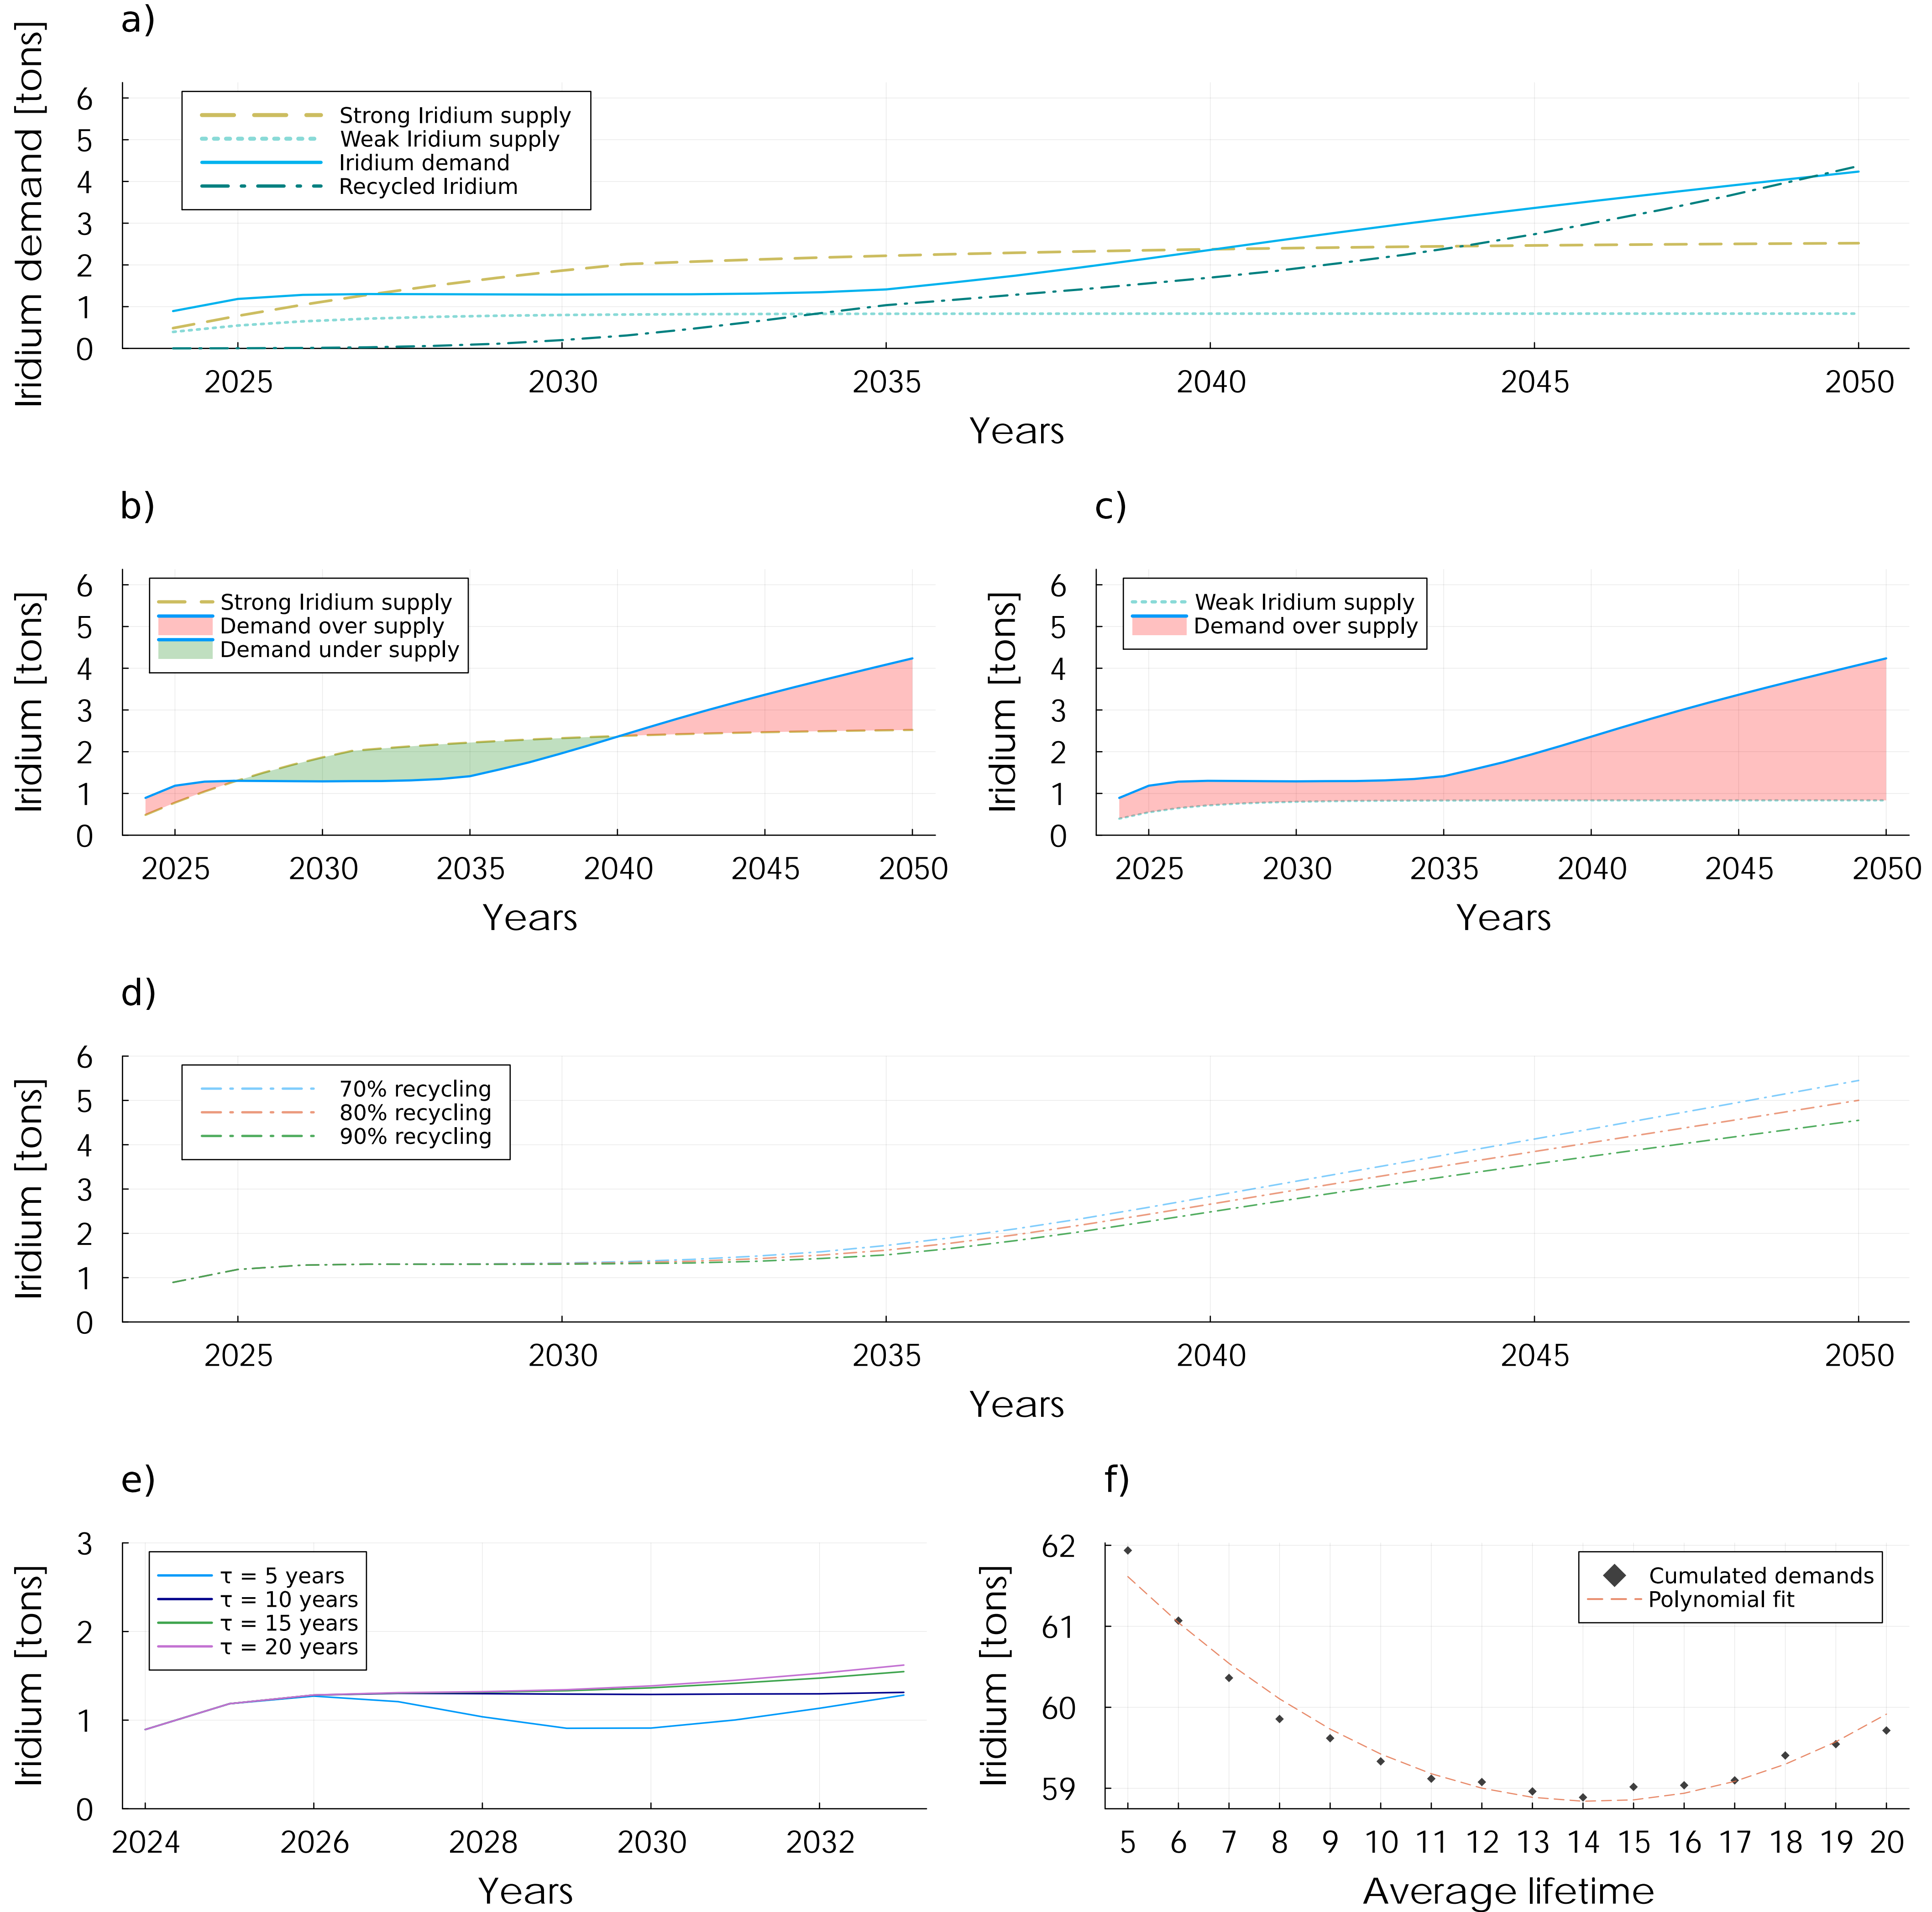 a)
Iridium demand [tons]
6
5
4
3
2
1
0
Strong Iridium supply
Weak Iridium supply
Iridium demand
Recycled Iridium
2025 2030 2035 2040 2045 2050
Years
b)
Iridium [tons]
6
5
4
3
2
1
0
Strong Iridium supply
Demand over supply
Demand under supply
2025 2030 2035 2040 2045 2050
Years
c)
Iridium [tons]
6
5
4
3
2
1
0
Weak Iridium supply
Demand over supply
2025 2030 2035 2040 2045 2050
Years
d)
Iridium [tons]
6
5
4
3
2
1
0
70% recycling
80% recycling
90% recycling
2025 2030 2035 2040 2045 2050
Years
e)
Iridium [tons]
3
2
1
0
τ = 5 years
τ = 10 years
τ = 15 years
τ = 20 years
2024 2026 2028 2030 2032
Years
f)
Iridium [tons]
62
61
60
59
Cumulated demands
Polynomial fit
5 6 7 8 9 10 11 12 13 14 15 16 17 18 19 20
Average lifetime